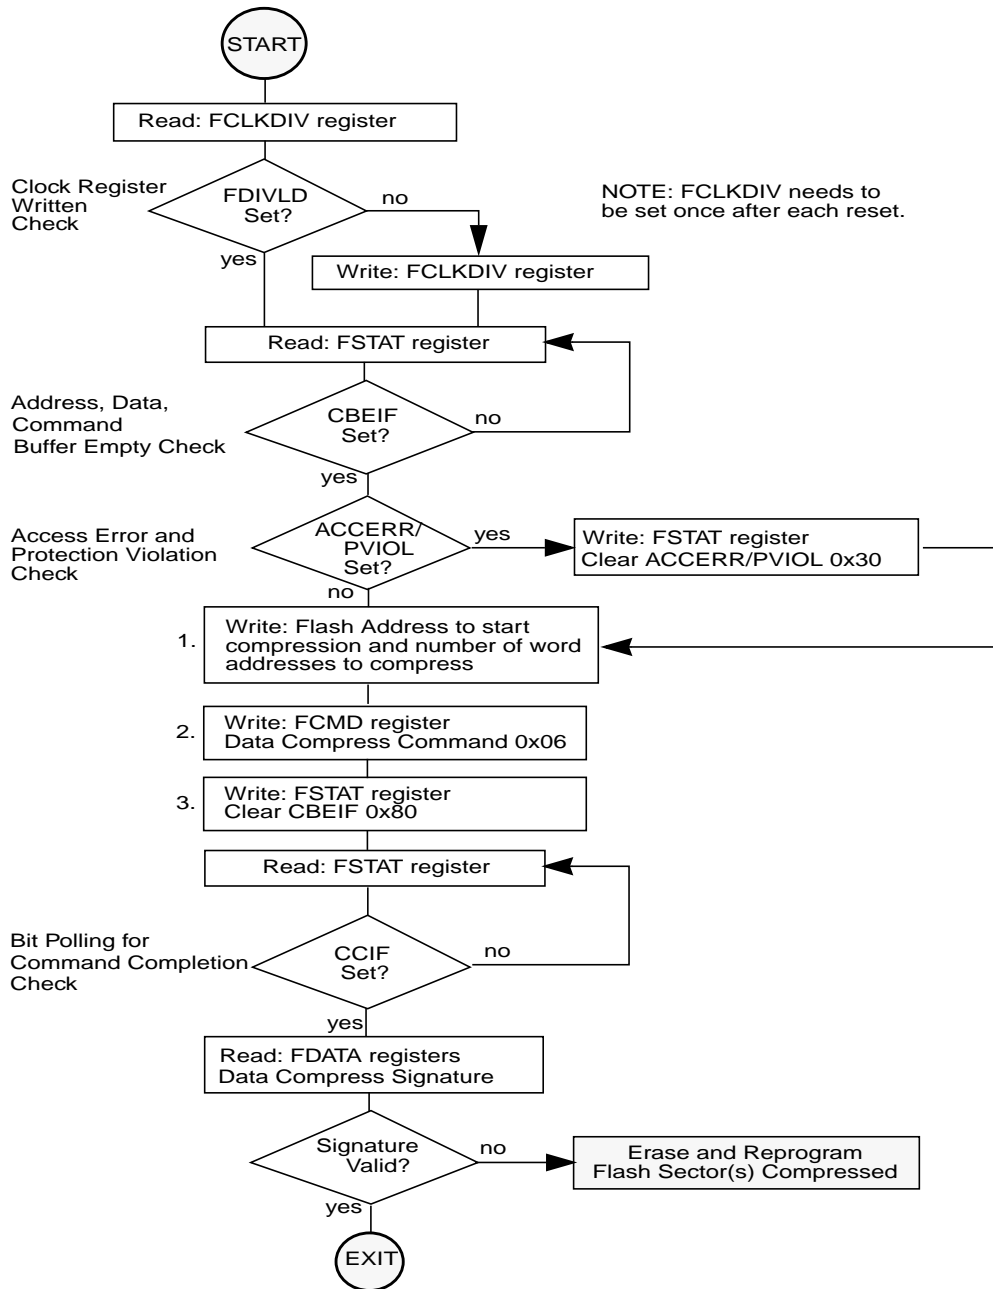 START
Read: FCLKDIV register
Clock Register
Written
Check
FDIVLD
Set?
no
yes
NOTE: FCLKDIV needs to
be set once after each reset.
Write: FCLKDIV register
Read: FSTAT register
Address, Data,
Command
Buffer Empty Check
CBEIF
Set?
no
yes
Access Error and
Protection Violation
Check
ACCERR/
PVIOL
Set?
yes
no
Write: FSTAT register
Clear ACCERR/PVIOL 0x30
1.
Write: Flash Address to start
compression and number of word
addresses to compress
2.
Write: FCMD register
Data Compress Command 0x06
3.
Write: FSTAT register
Clear CBEIF 0x80
Read: FSTAT register
Bit Polling for
Command Completion
Check
CCIF
Set?
no
yes
Read: FDATA registers
Data Compress Signature
Signature
Valid?
no
yes
Erase and Reprogram
Flash Sector(s) Compressed
EXIT